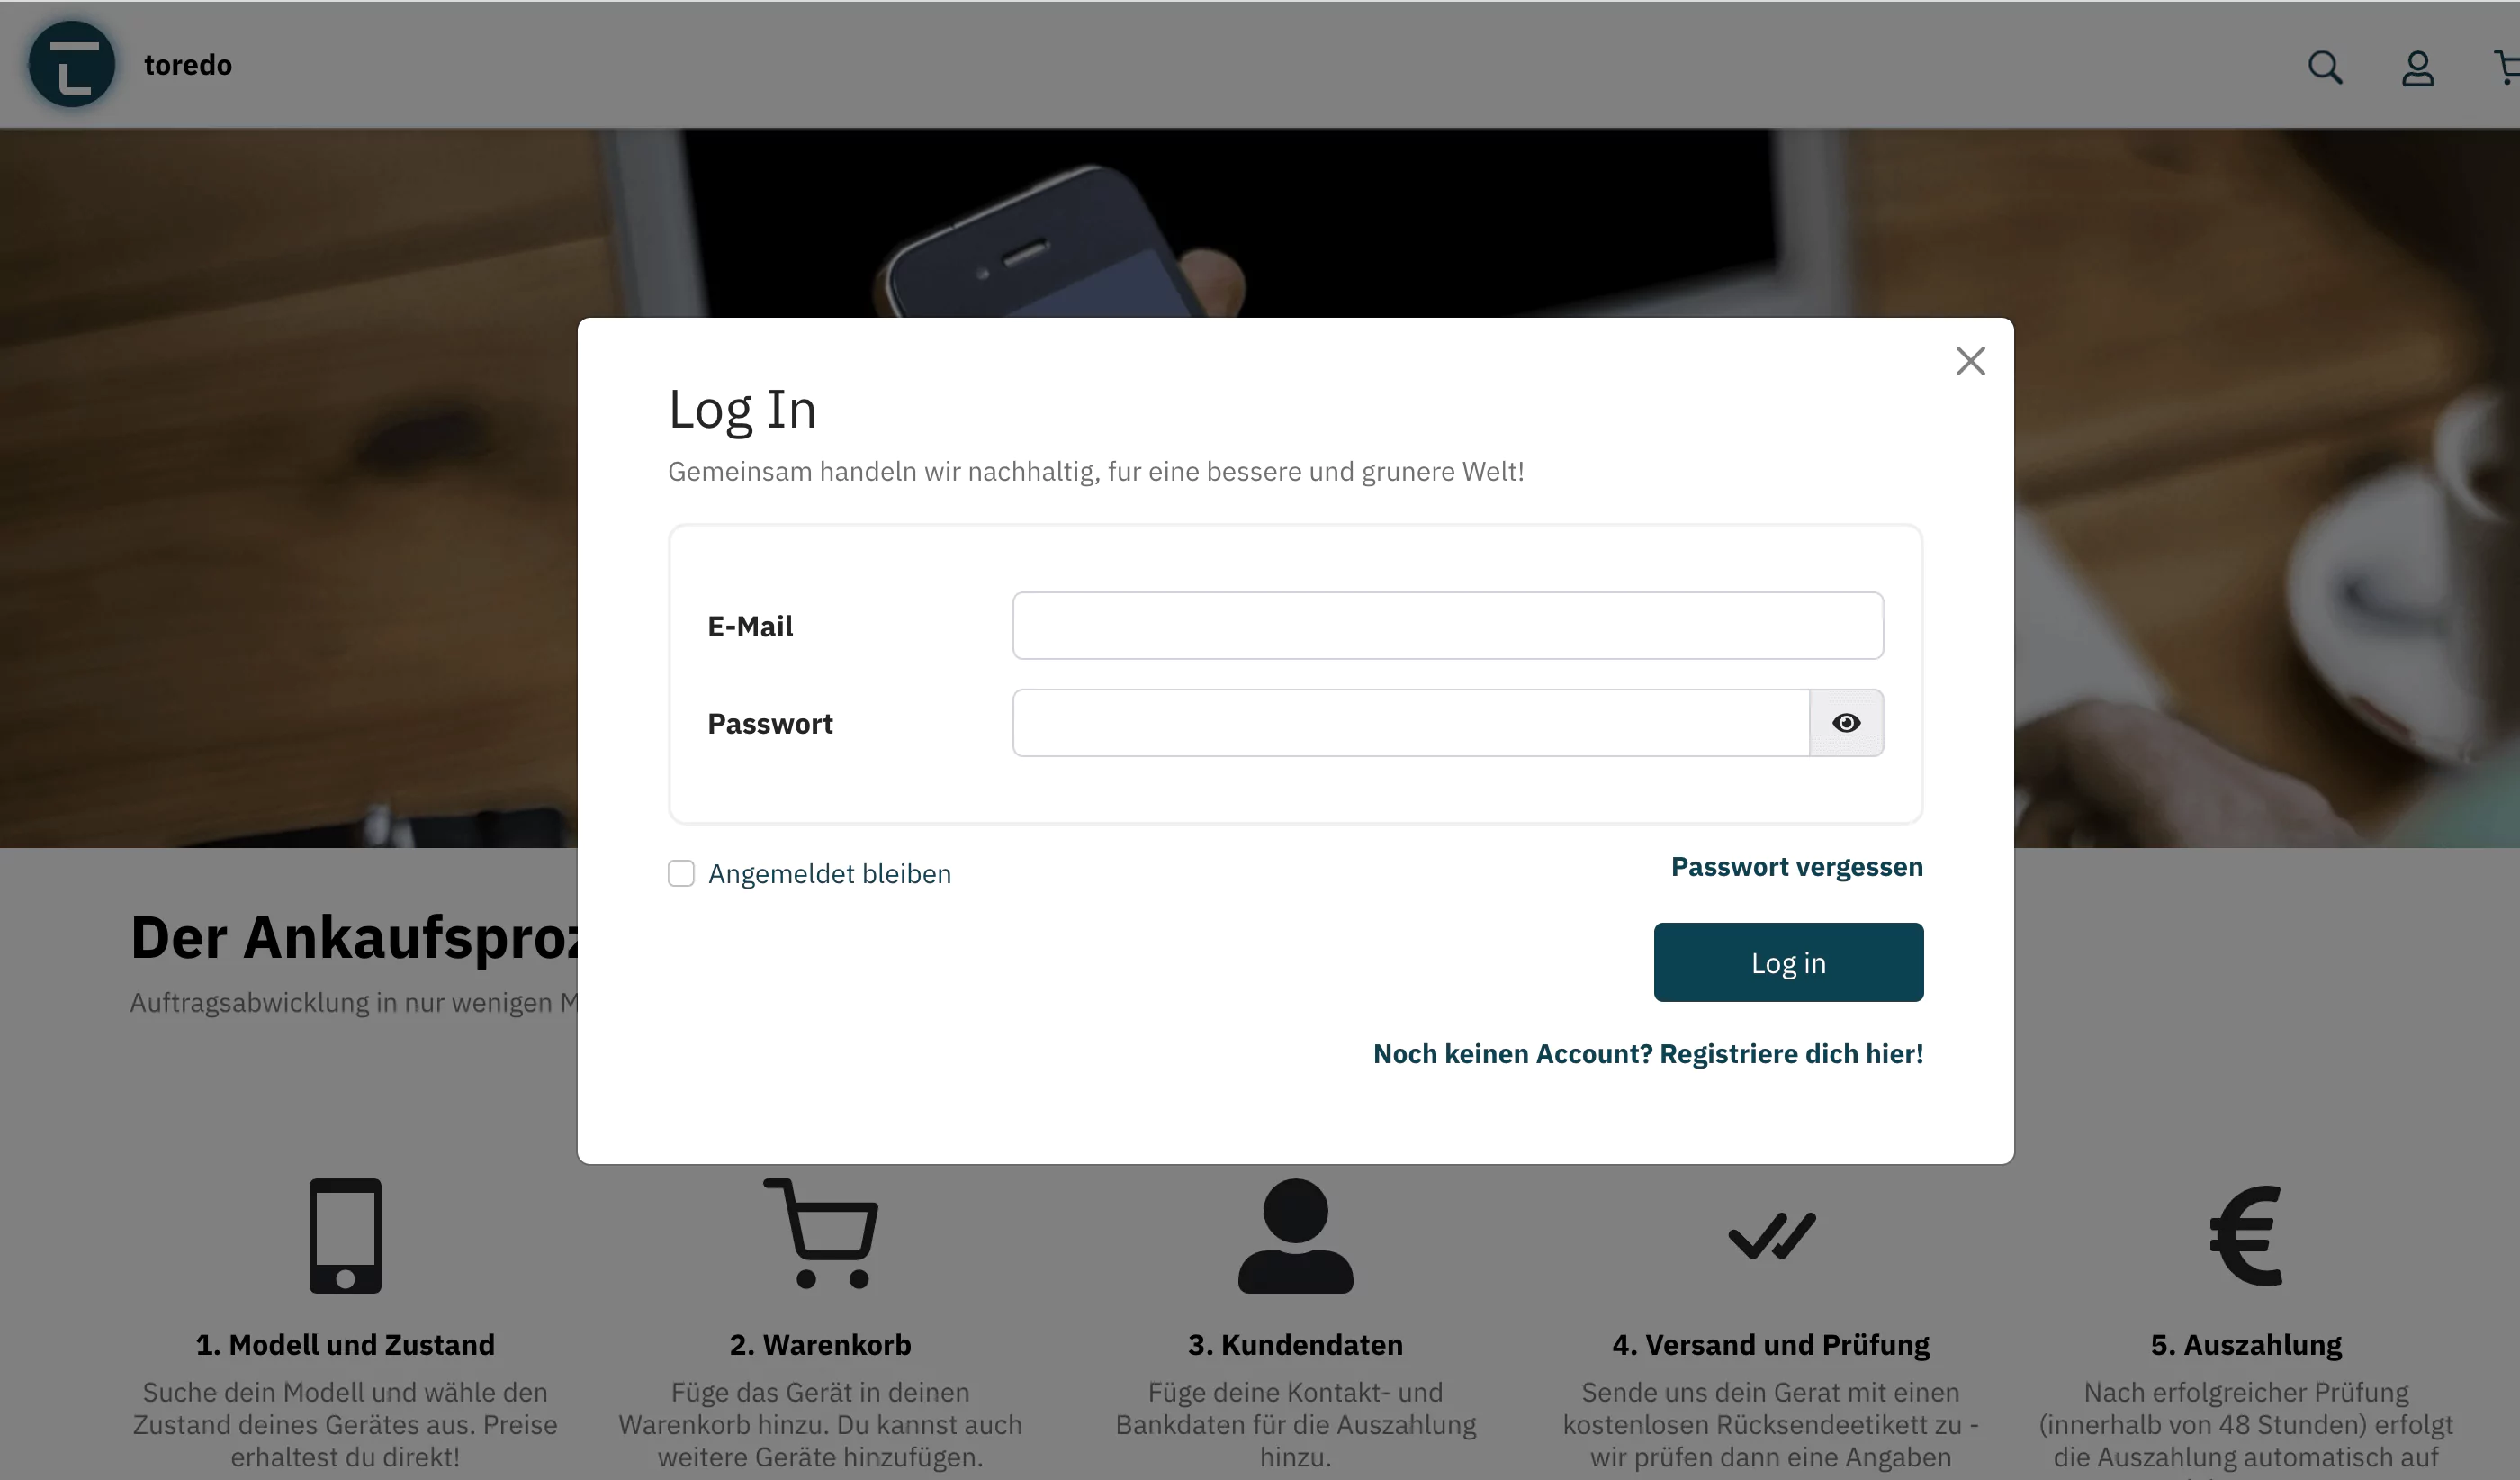 toredo
Log In
Gemeinsam handeln wir nachhaltig, fur eine bessere und grunere Welt!
E-Mail
Passwort
Angemeldet bleiben
Passwort vergessen
Log in
Noch keinen Account? Registriere dich hier!
Der Ankaufsproz
Auftragsabwicklung in nur wenigen M
1. Modell und Zustand
Suche dein Modell und wähle den
Zustand deines Gerätes aus. Preise
erhaltest du direkt!
2. Warenkorb
Füge das Gerät in deinen
Warenkorb hinzu. Du kannst auch
weitere Geräte hinzufügen.
3. Kundendaten
Füge deine Kontakt- und
Bankdaten für die Auszahlung
hinzu.
4. Versand und Prüfung
Sende uns dein Gerat mit einen
kostenlosen Rücksendeetikett zu -
wir prüfen dann eine Angaben
5. Auszahlung
Nach erfolgreicher Prüfung
(innerhalb von 48 Stunden) erfolgt
die Auszahlung automatisch auf